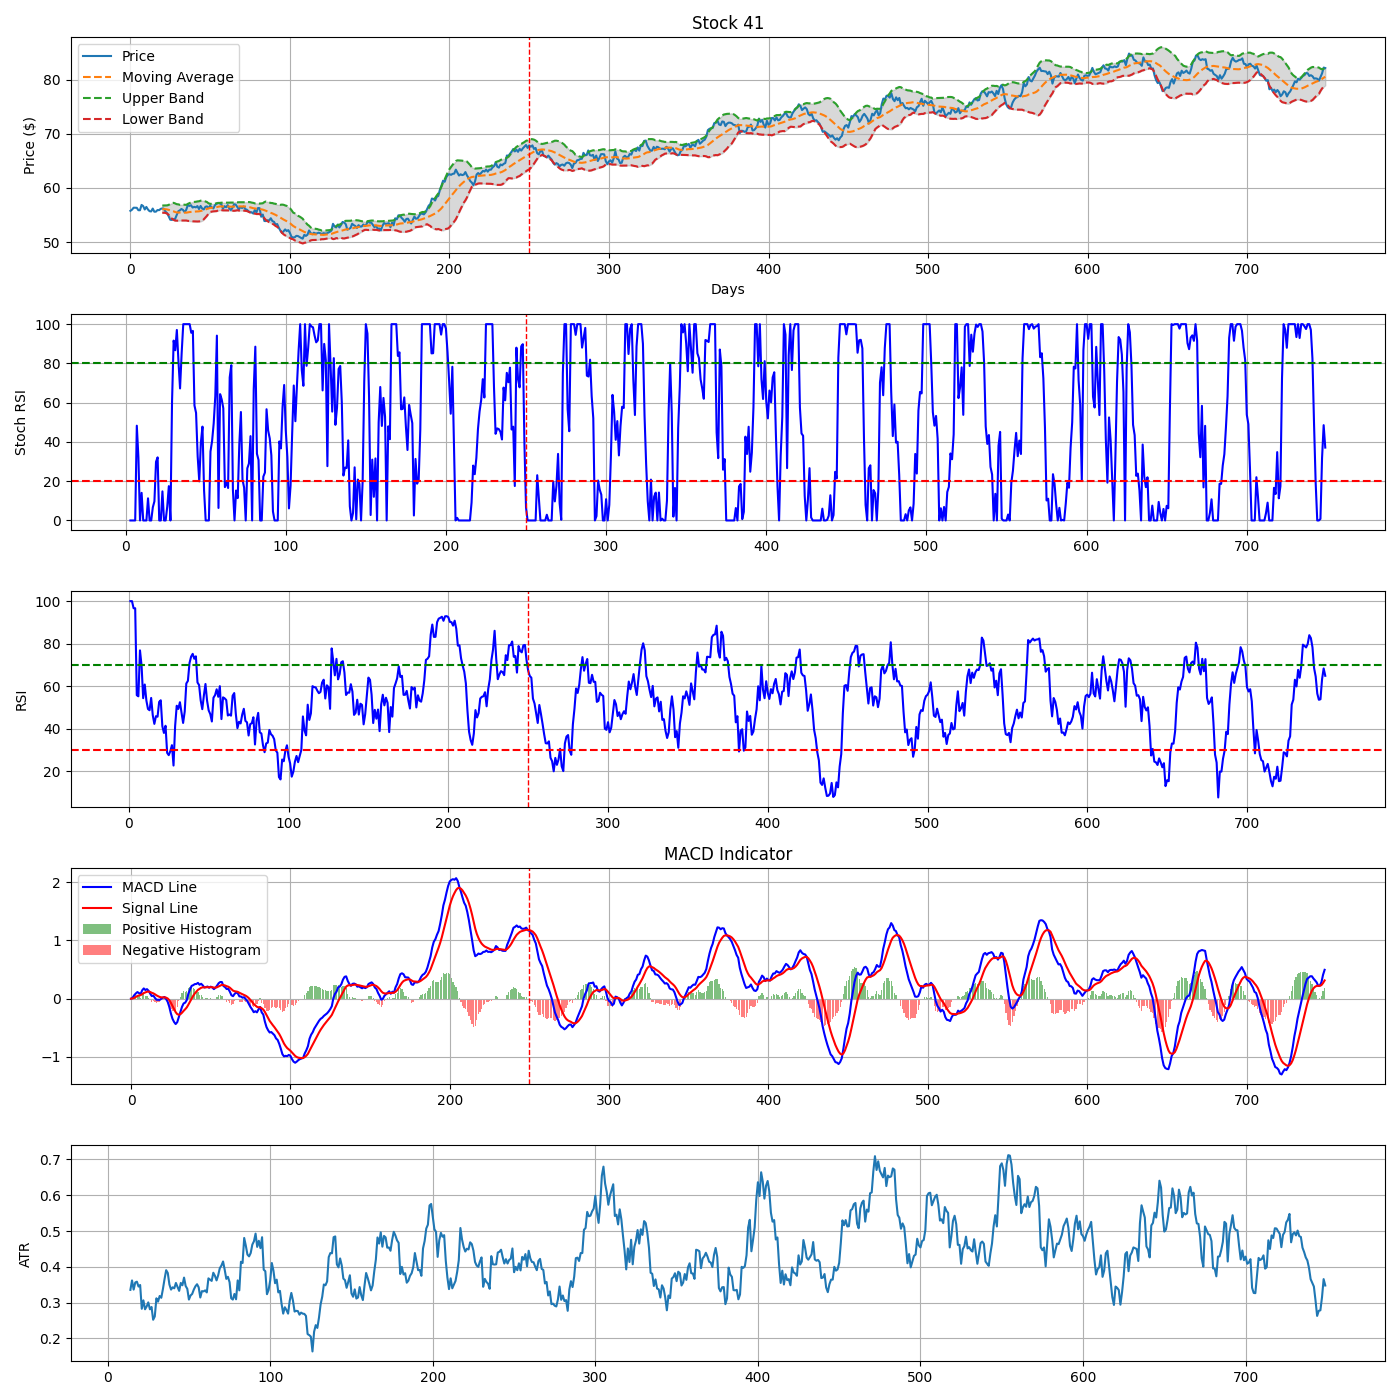 Stock 41
Price ($)
80
70
60
50
Price
Moving Average
Upper Band
Lower Band
0 100 200 300 400 500 600 700
Days
Stoch RSI
100
80
60
40
20
0
0 100 200 300 400 500 600 700
RSI
100
80
60
40
20
0 100 200 300 400 500 600 700
MACD Indicator
2
1
0
−1
MACD Line
Signal Line
Positive Histogram
Negative Histogram
0 100 200 300 400 500 600 700
ATR
0.7
0.6
0.5
0.4
0.3
0.2
0 100 200 300 400 500 600 700